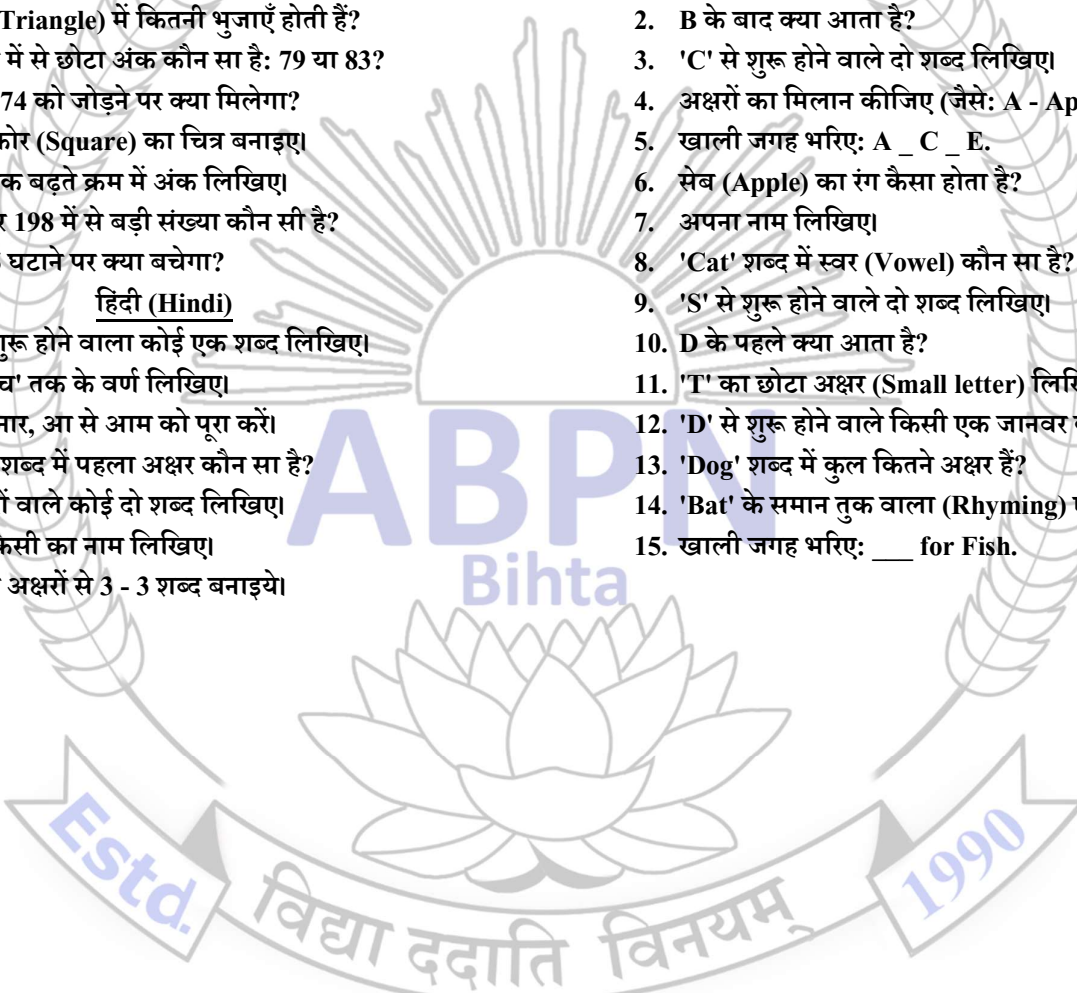 Triangle) में कितनी भुजाएँ होती हैं?
में से छोटा अंक कौन सा है: 79 या 83?
74 को जोड़ने पर क्या मिलेगा?
(Square) का चित्र बनाइए।
बढ़ते क्रम में अंक लिखिए।
198 में से बड़ी संख्या कौन सी है?
घटाने पर क्या बचेगा?
हिंदी (Hindi)
होने वाला कोई एक शब्द लिखिए।
तक के वर्ण लिखिए।
आ से आम को पूरा करें।
शब्द में पहला अक्षर कौन सा है?
वाले कोई दो शब्द लिखिए।
का नाम लिखिए।
अक्षरों से 3 - 3 शब्द बनाइये।
2. B के बाद क्या आता है?
3. 'C' से शुरू होने वाले दो शब्द लिखिए।
4. अक्षरों का मिलान कीजिए (जैसे: A - Ap
5. खाली जगह भरिए: A _ C _ E.
6. सेब (Apple) का रंग कैसा होता है?
7. अपना नाम लिखिए।
8. 'Cat' शब्द में स्वर (Vowel) कौन सा है?
9. 'S' से शुरू होने वाले दो शब्द लिखिए।
10. D के पहले क्या आता है?
11. 'T' का छोटा अक्षर (Small letter)
12. 'D' से शुरू होने वाले किसी एक जानवर
13. 'Dog' शब्द में कुल कितने अक्षर हैं?
14. 'Bat' के समान तुक वाला (Rhyming)
15. खाली जगह भरिए: ___ for Fish.
ABPN
Bihta
Estd. 1990
विद्या ददाति विनयम्